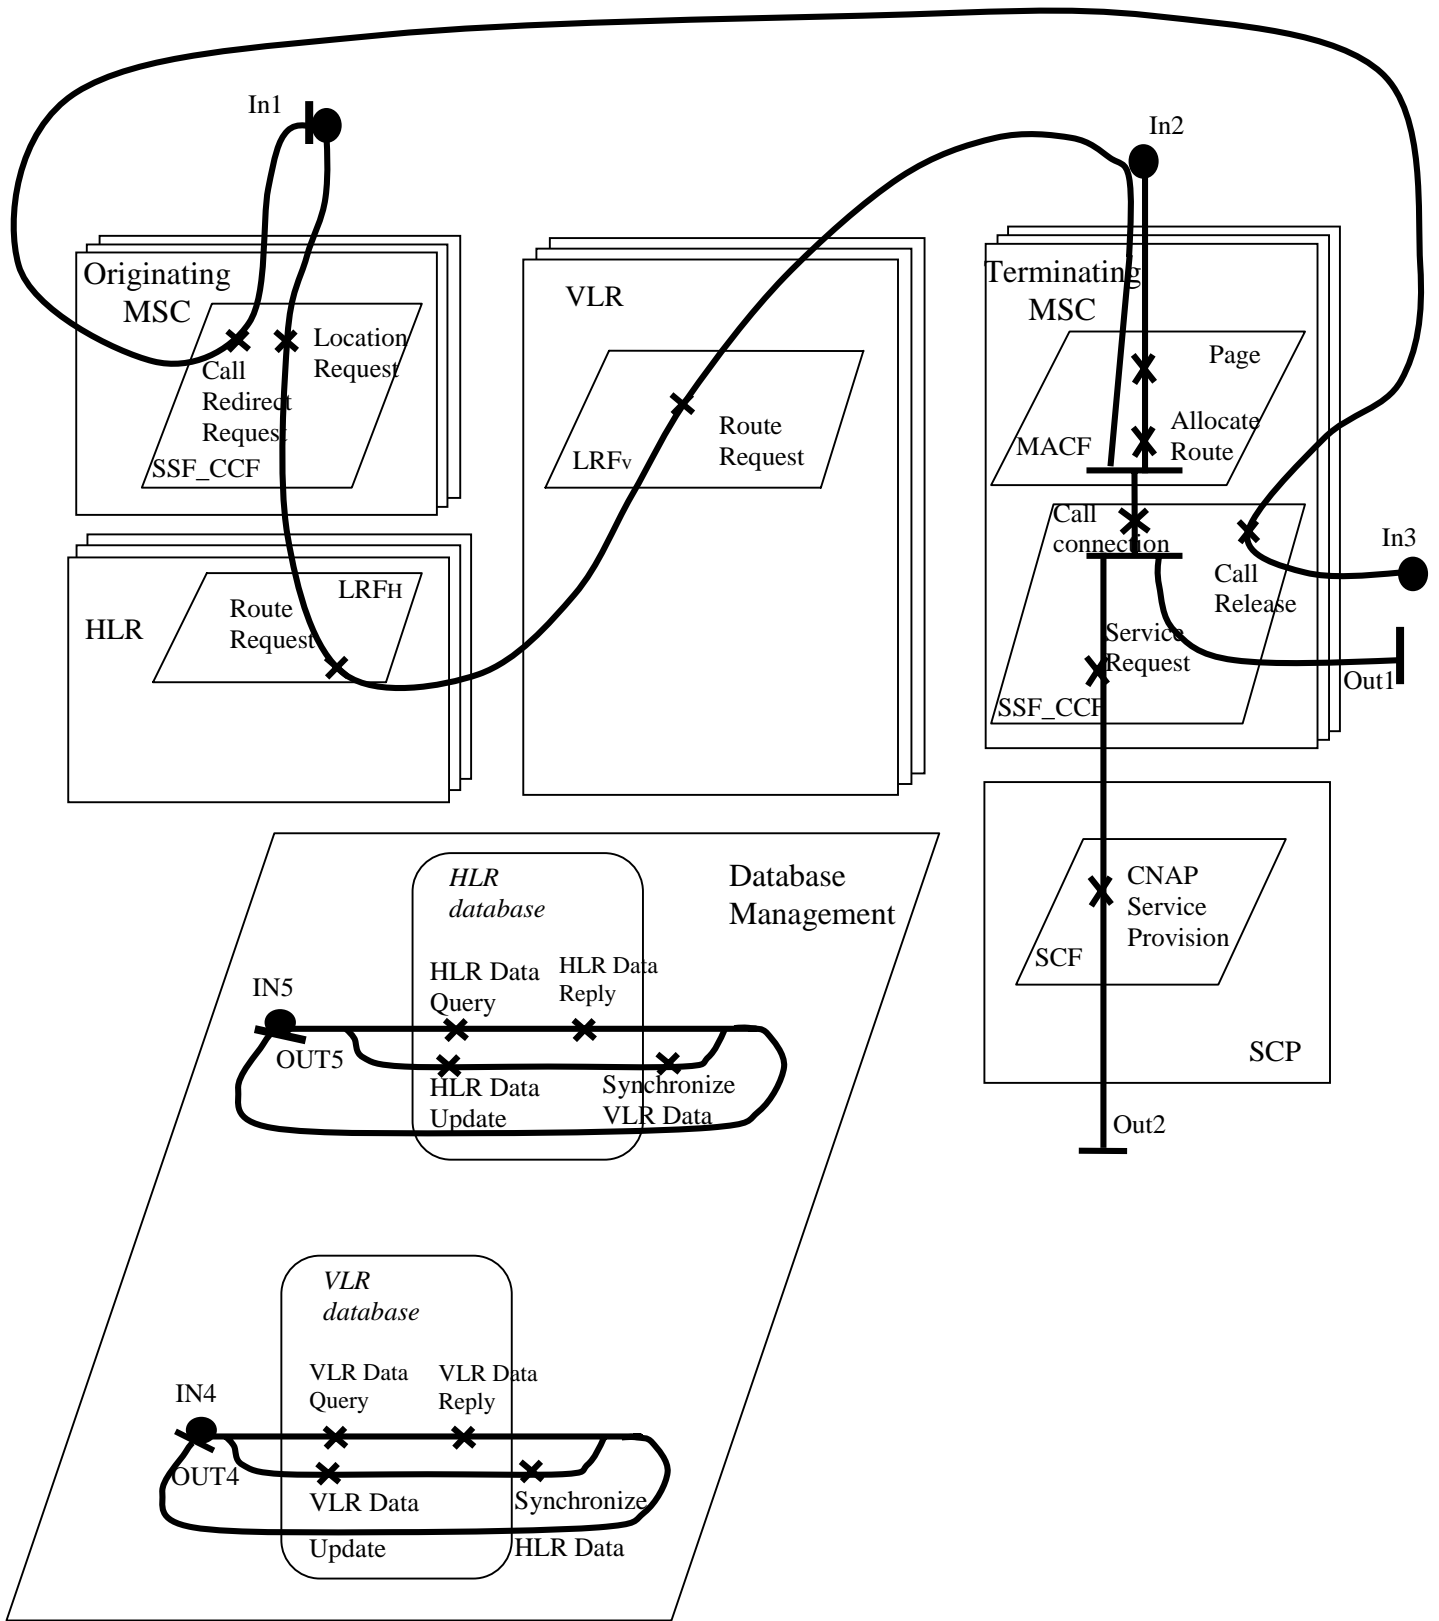 In1
In2
Originating
MSC
Location
Request
Call
Redirect
Request
SSF_CCF
VLR
Route
Request
LRFv
Terminating
MSC
Page
Allocate
Route
MACF
Call
connection
In3
Call
Release
Service
Request
Out1
SSF_CCF
LRFH
Route
Request
HLR
CNAP
Service
Provision
SCF
SCP
Out2
Database
Management
HLR
database
HLR Data
Query
HLR Data
Reply
IN5
OUT5
HLR Data
Update
Synchronize
VLR Data
VLR
database
VLR Data
Query
VLR Data
Reply
IN4
OUT4
VLR Data
Update
Synchronize
HLR Data